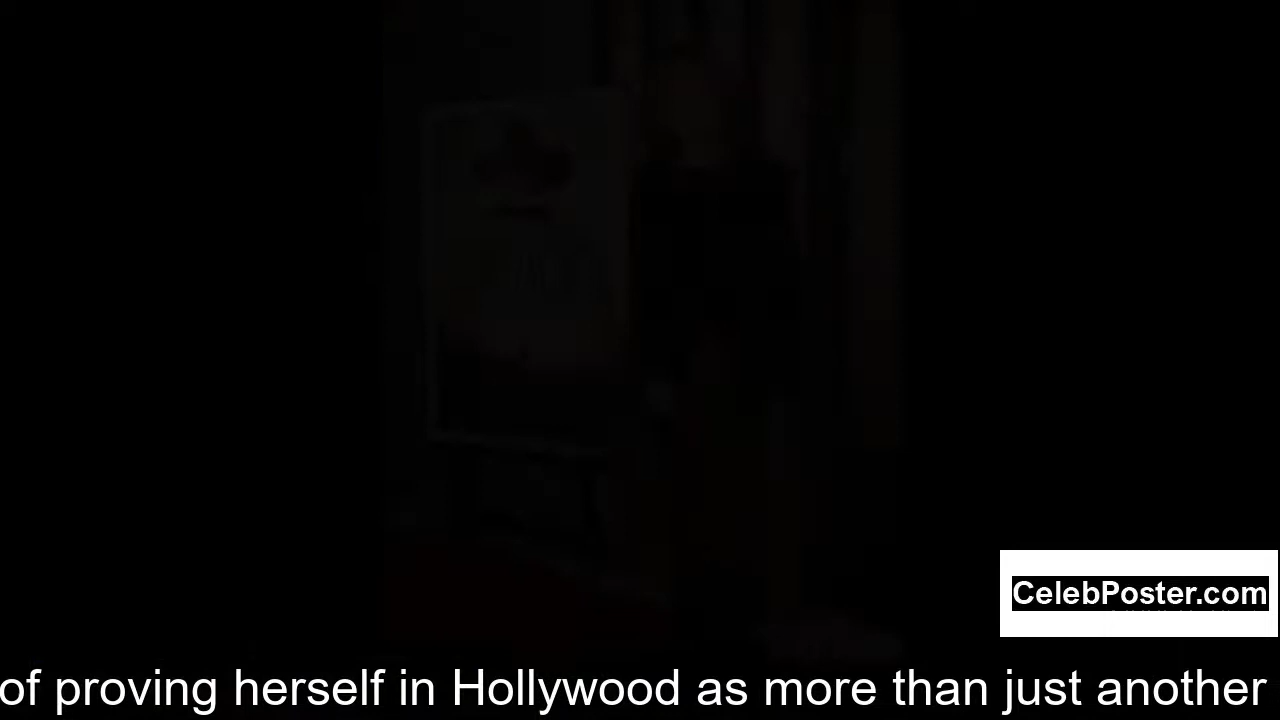 CelebPoster.com
of proving herself in Hollywood as more than just another